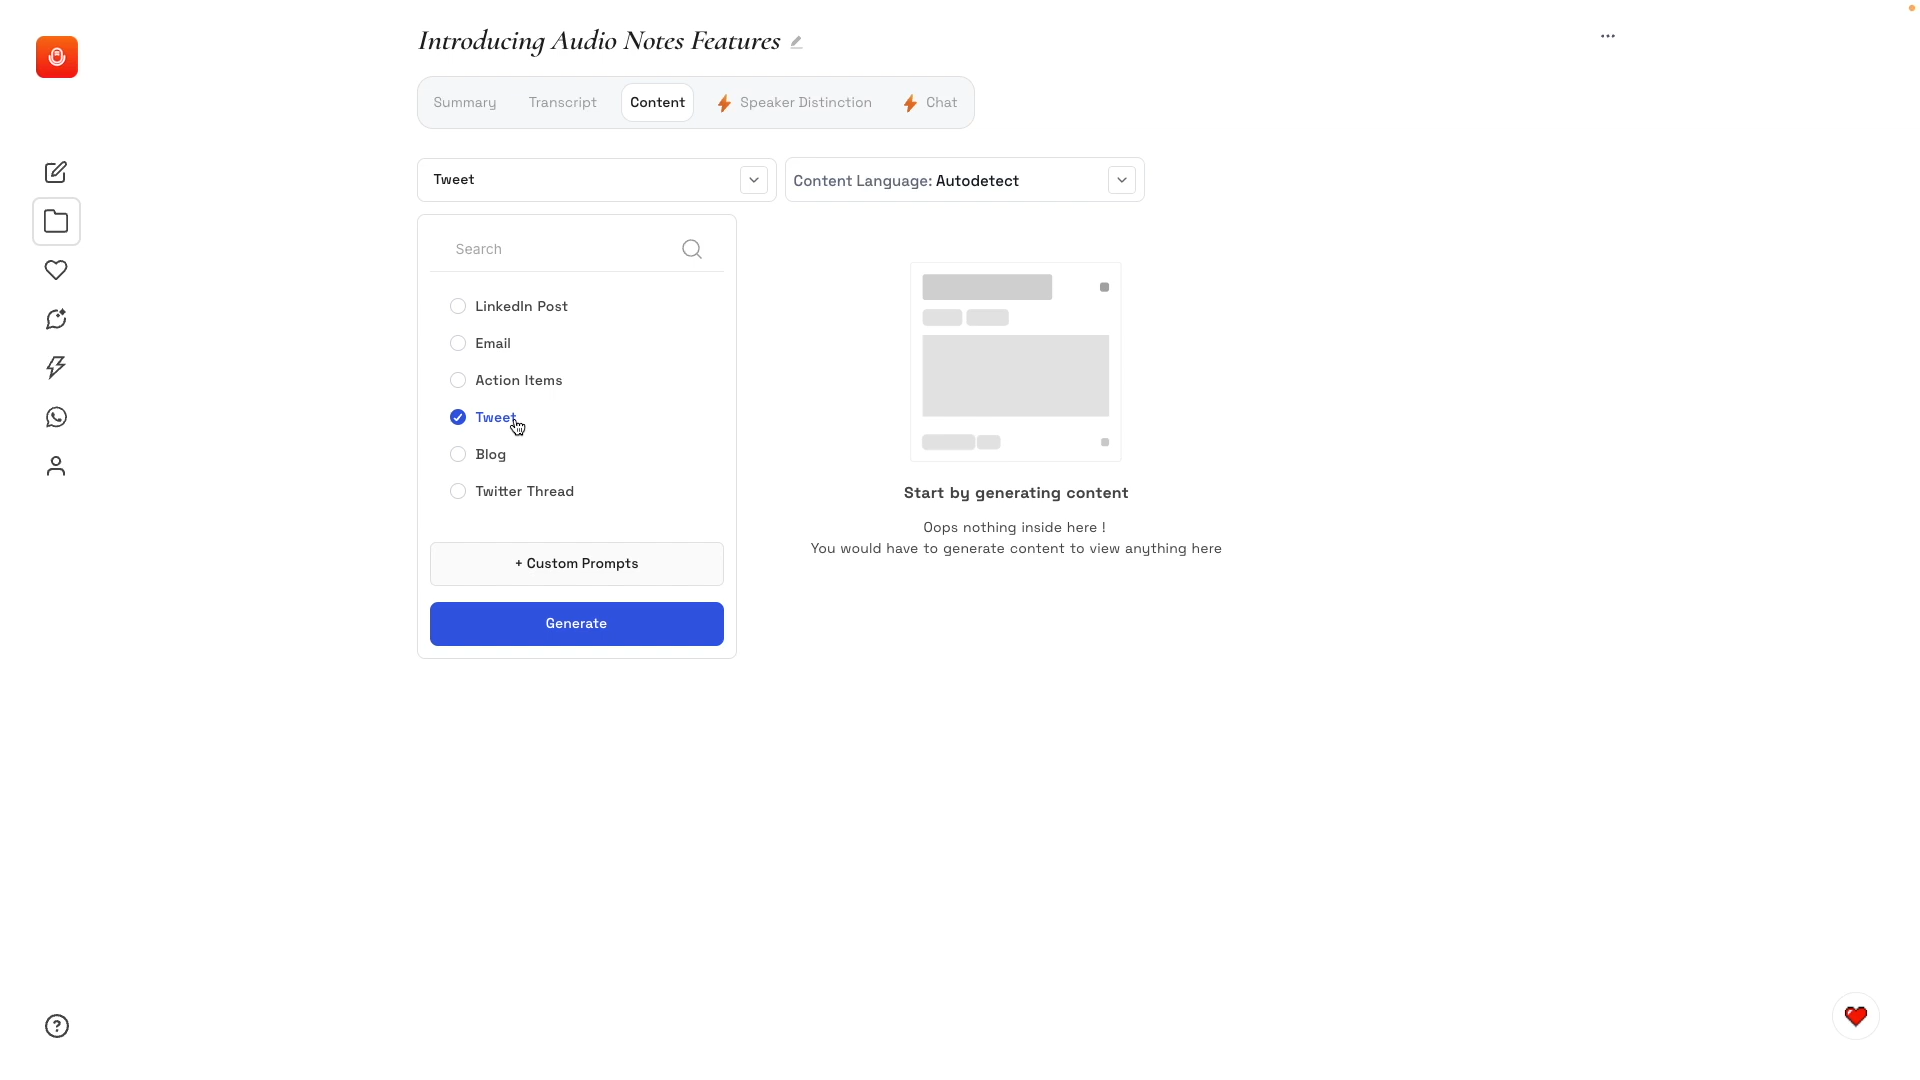 Introducing Audio Notes Features
Summary
Transcript
Content
Speaker Distinction
Chat
Tweet
Content Language: Autodetect
Search
LinkedIn Post
Email
Action Items
Tweet
Blog
Twitter Thread
+ Custom Prompts
Generate
Start by generating content
Oops nothing inside here !
You would have to generate content to view anything here